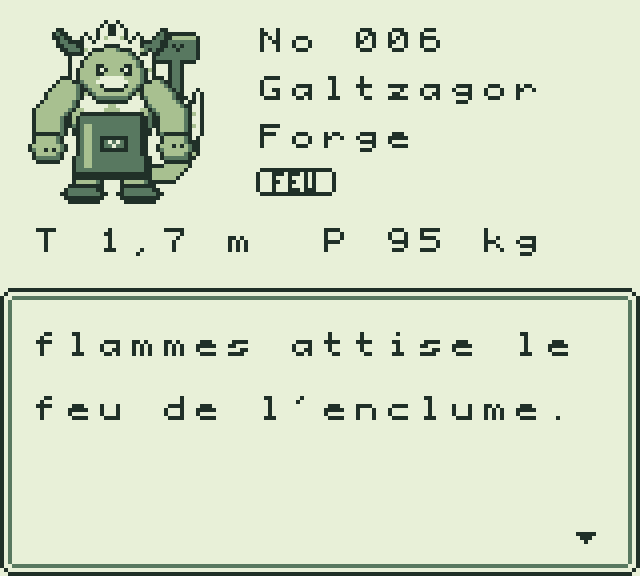 No 006
Galtzagor
Forge
FEU
T 1,7 m P 95 kg
flammes attise le
feu de l'enclume.